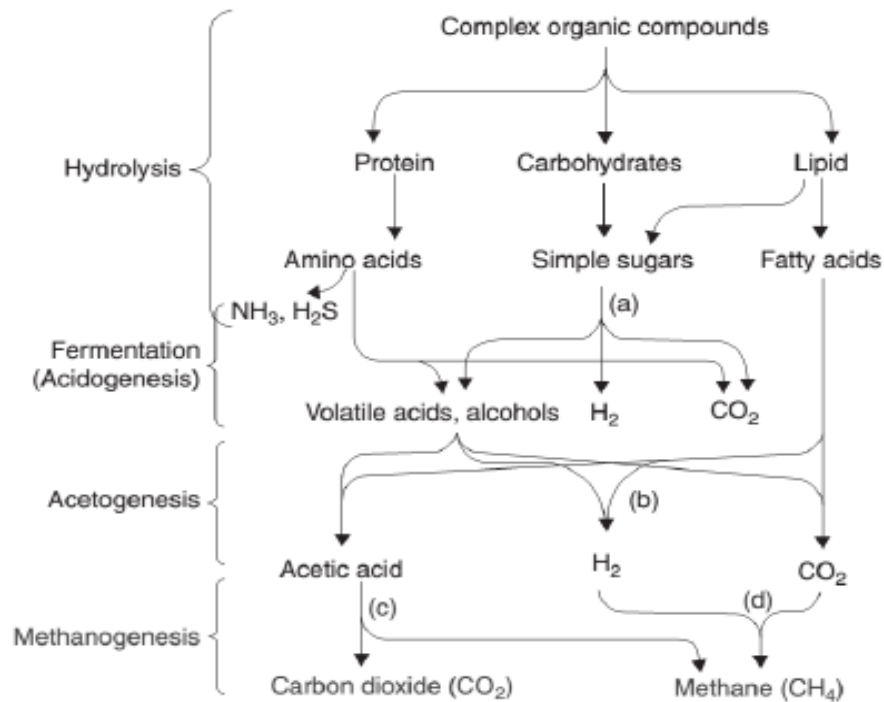 Complex organic compounds
Hydrolysis
Protein
Carbohydrates
Lipid
Amino acids
Simple sugars
Fatty acids
NH₃, H₂S
(a)
Fermentation
(Acidogenesis)
Volatile acids, alcohols
H₂
CO₂
Acetogenesis
(b)
Acetic acid
H₂
CO₂
Methanogenesis
(c)
(d)
Carbon dioxide (CO₂)
Methane (CH₄)